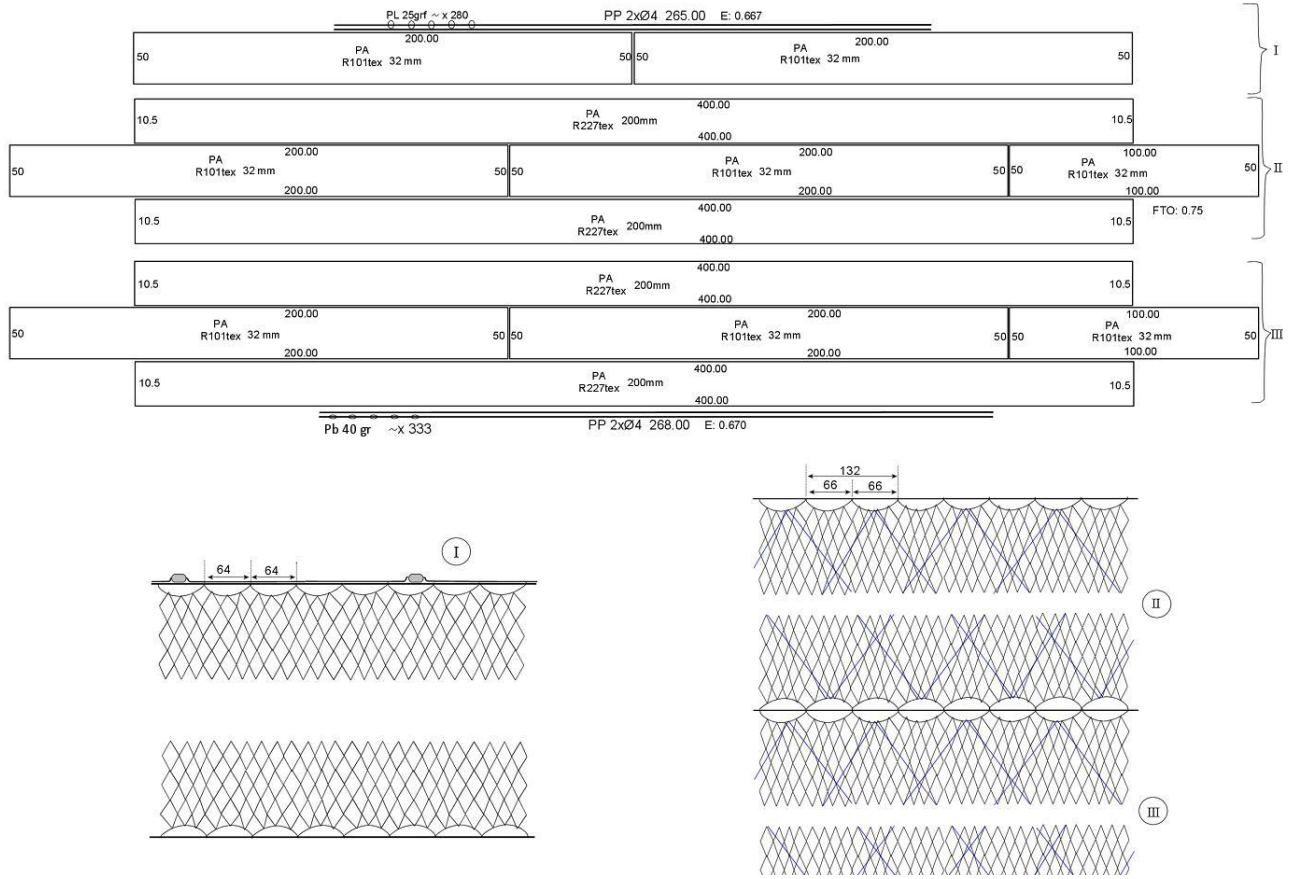 PL 25grf ~ x 280
PP 2xØ4 265.00 E: 0.667
200.00
200.00
50
PA
R101tex 32 mm
50
50
PA
R101tex 32 mm
50
I
400.00
10.5
PA
R227tex 200mm
10.5
400.00
200.00
200.00
100.00
50
PA
R101tex 32 mm
50
50
PA
R101tex 32 mm
50
50
PA
R101tex 32 mm
50
II
200.00
200.00
100.00
400.00
10.5
PA
R227tex 200mm
10.5
FTO: 0.75
400.00
400.00
10.5
PA
R227tex 200mm
10.5
400.00
200.00
200.00
100.00
50
PA
R101tex 32 mm
50
50
PA
R101tex 32 mm
50
50
PA
R101tex 32 mm
50
III
200.00
200.00
100.00
400.00
10.5
PA
R227tex 200mm
10.5
400.00
Pb 40 gr ~x 333
PP 2xØ4 268.00 E: 0.670
132
66 66
I
64 64
II
III